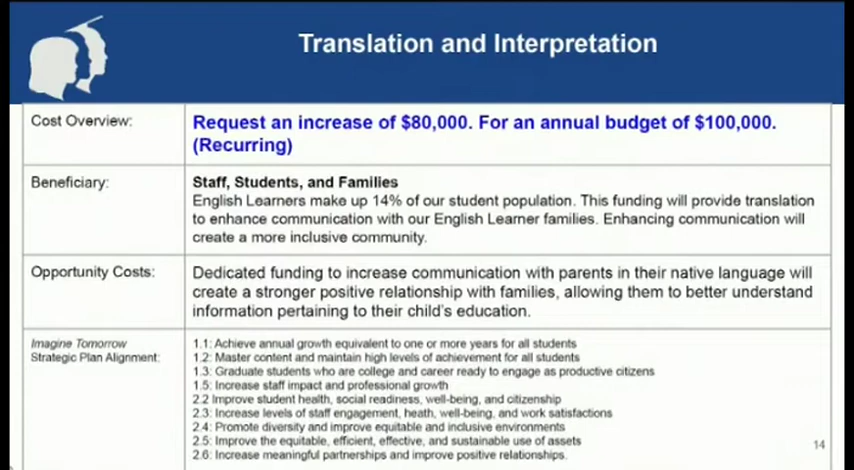 Translation and Interpretation
Cost Overview:
Request an increase of $80,000. For an annual budget of $100,000.
(Recurring)
Beneficiary:
Staff, Students, and Families
English Learners make up 14% of our student population. This funding will provide translation
to enhance communication with our English Learner families. Enhancing communication will
create a more inclusive community.
Opportunity Costs:
Dedicated funding to increase communication with parents in their native language will
create a stronger positive relationship with families, allowing them to better understand
information pertaining to their child's education.
Imagine Tomorrow
Strategic Plan Alignment:
1.1: Achieve annual growth equivalent to one or more years for all students
1.2: Master content and maintain high levels of achievement for all students
1.3: Graduate students who are college and career ready to engage as productive citizens
1.5: Increase staff impact and professional growth
2.2 Improve student health, social readiness, well-being, and citizenship
2.3: Increase levels of staff engagement, heath, well-being, and work satisfactions
2.4: Promote diversity and improve equitable and inclusive environments
2.5: Improve the equitable, efficient, effective, and sustainable use of assets
2.6: Increase meaningful partnerships and improve positive relationships.
14